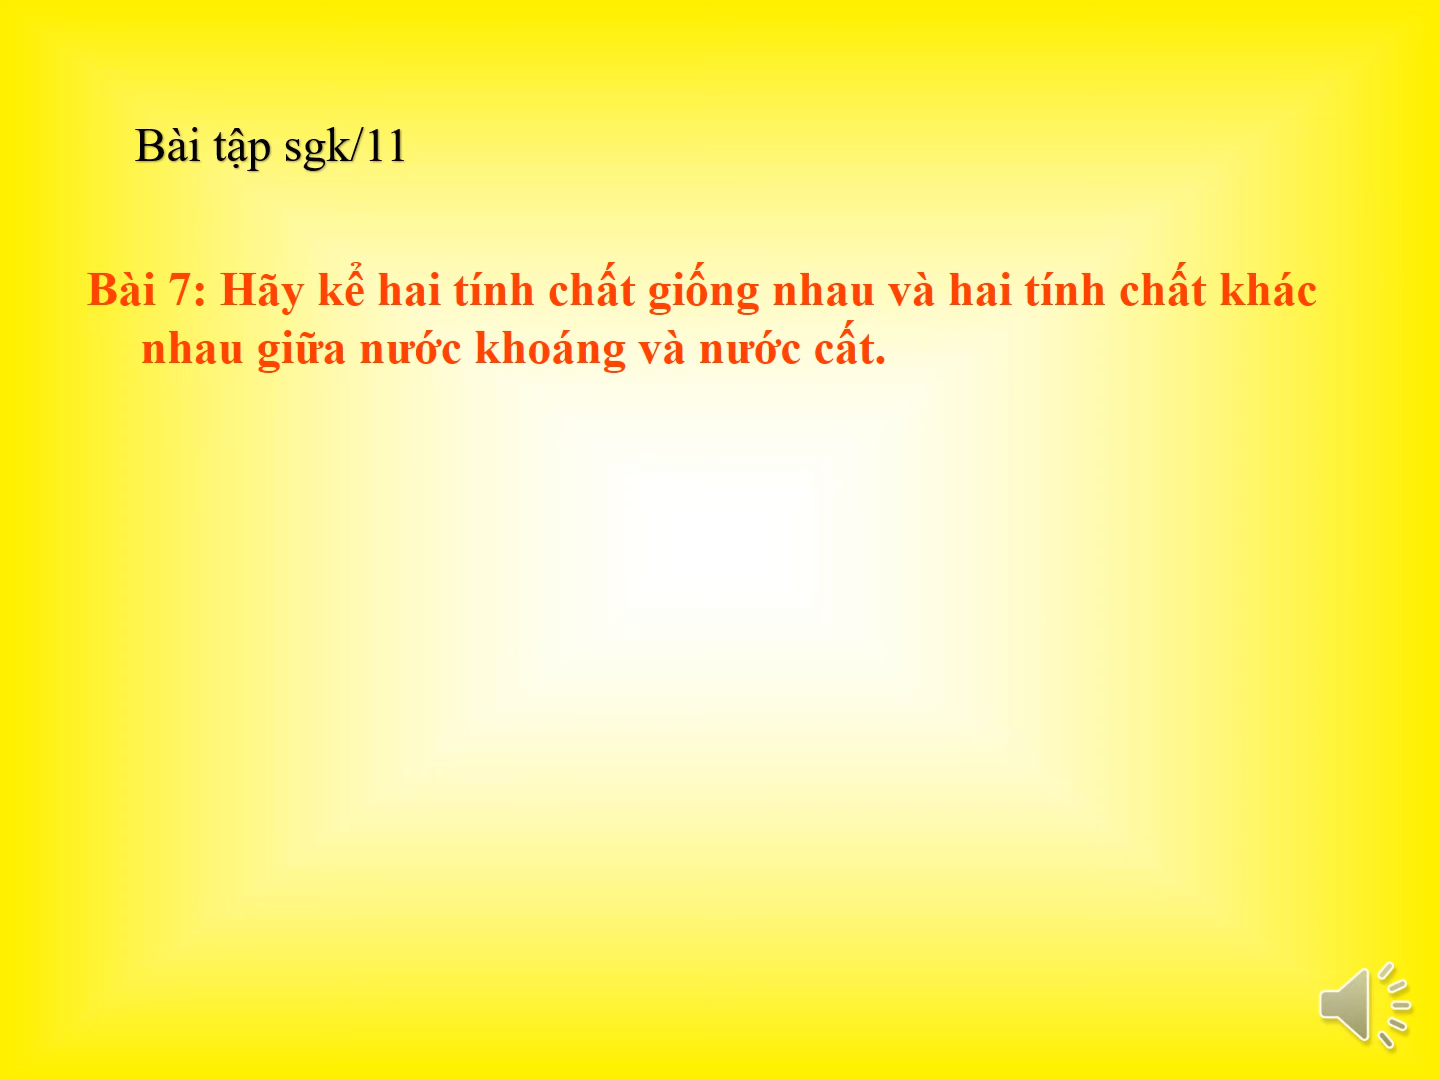 Bài tập sgk/11
Bài 7: Hãy kể hai tính chất giống nhau và hai tính chất khác
nhau giữa nước khoáng và nước cất.